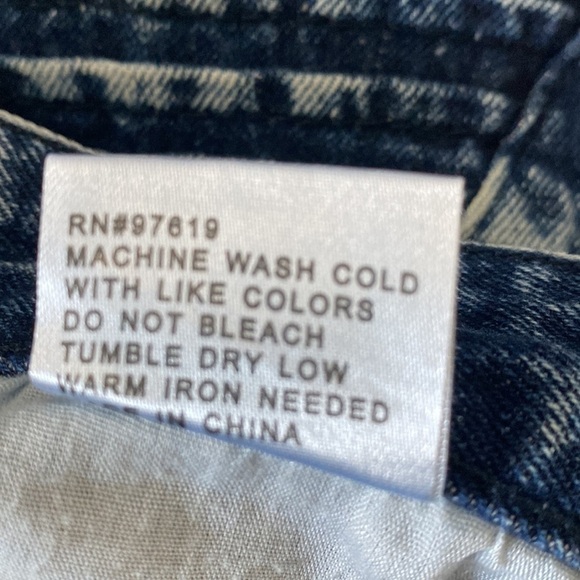 RN#97619
MACHINE WASH COLD
WITH LIKE COLORS
DO NOT BLEACH
TUMBLE DRY LOW
WARM IRON NEEDED
IN CHINA